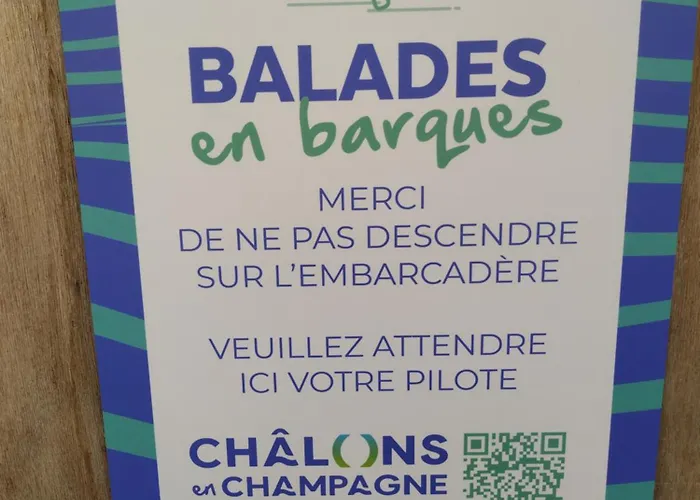 BALADES
en barques
MERCI
DE NE PAS DESCENDRE
SUR L'EMBARCADÈRE
VEUILLEZ ATTENDRE
ICI VOTRE PILOTE
CHÂLONS
en CHAMPAGNE